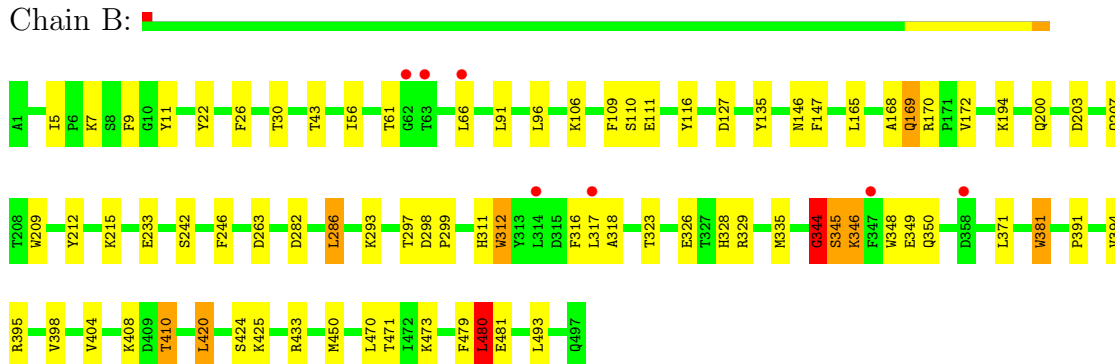 Chain B:
A1 I5 P6 K7 S8 F9 G10 Y11 Y22 F26 T30 T43 I56 T61 G62 T63 L66 L91 L96 K106 F109 S110 E111 Y116 D127 Y135 N146 F147 L165 A168 Q169 R170 P171 V172 K194 Q200 D203
T208 W209 Y212 K215 E233 S242 F246 D263 D282 L286 K293 T297 D298 P299 H311 W312 Y313 L314 D315 F316 L317 A318 T323 E326 T327 H328 R329 M335 G344 S345 K346 F347 W348 E349 Q350 D358 L371 W381 P391
R395 V398 V404 K408 D409 T410 L420 S424 K425 R433 M450 L470 T471 I472 K473 F479 L480 E481 L493 Q497